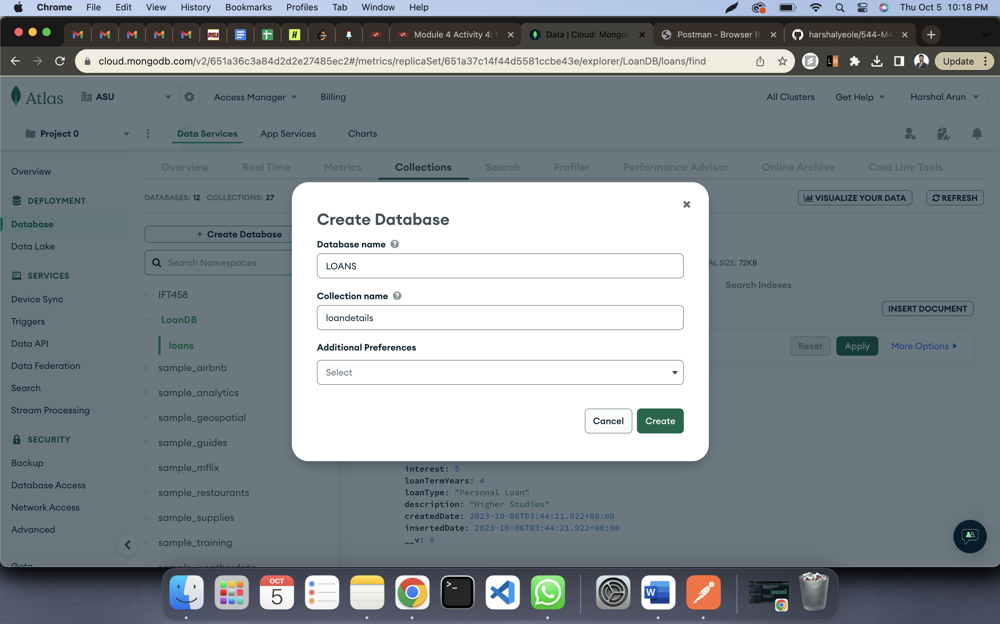 Chrome File Edit View History Bookmarks Profiles Tab Window Help Thu Oct 5 10:18 PM
Module 4 Activity 4: Data | Cloud: MongoD Postman - Browser B harshalyeole/544-M4
cloud.mongodb.com/v2/651a36c3a84d2d2e27485ec2#/metrics/replicaSet/651a37c14f44d5581ccbe43e/explorer/LoanDB/loans/find LH Update
Atlas ASU Access Manager Billing All Clusters Get Help Harshal Arun
Project 0 Data Services App Services Charts
Overview Real Time Metrics Collections Search Profiler Performance Advisor Online Archive Cmd Line Tools
Overview
DEPLOYMENT
Database
Data Lake
SERVICES
Device Sync
Triggers
Data API
Data Federation
Search
Stream Processing
SECURITY
Backup
Database Access
Network Access
Advanced
Goto
DATABASES: 12 COLLECTIONS: 27
+ Create Database
Search Namespaces
IFT458
LoanDB
loans
sample_airbnb
sample_analytics
sample_geospatial
sample_guides
sample_mflix
sample_restaurants
sample_supplies
sample_training
sample_weatherdata
VISUALIZE YOUR DATA REFRESH
AL SIZE: 72KB
Search Indexes
INSERT DOCUMENT
Reset Apply More Options
Create Database
Database name
LOANS
Collection name
loandetails
Additional Preferences
Select
Cancel Create
interest: 5
loanTermYears: 4
loanType: "Personal Loan"
description: "Higher Studies"
createdDate: 2023-10-06T03:44:21.922+00:00
insertedDate: 2023-10-06T03:44:21.922+00:00
__v: 0
OCT
5